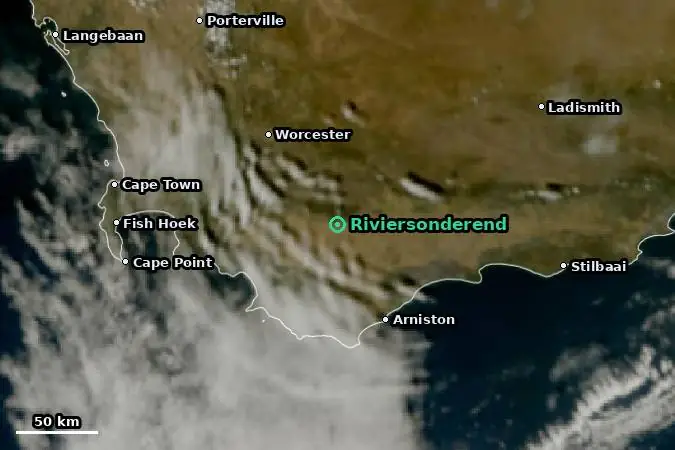 Porterville
Langebaan
Ladismith
Worcester
Cape Town
Fish Hoek
Riviersonderend
Cape Point
Stilbaai
Arniston
50 km